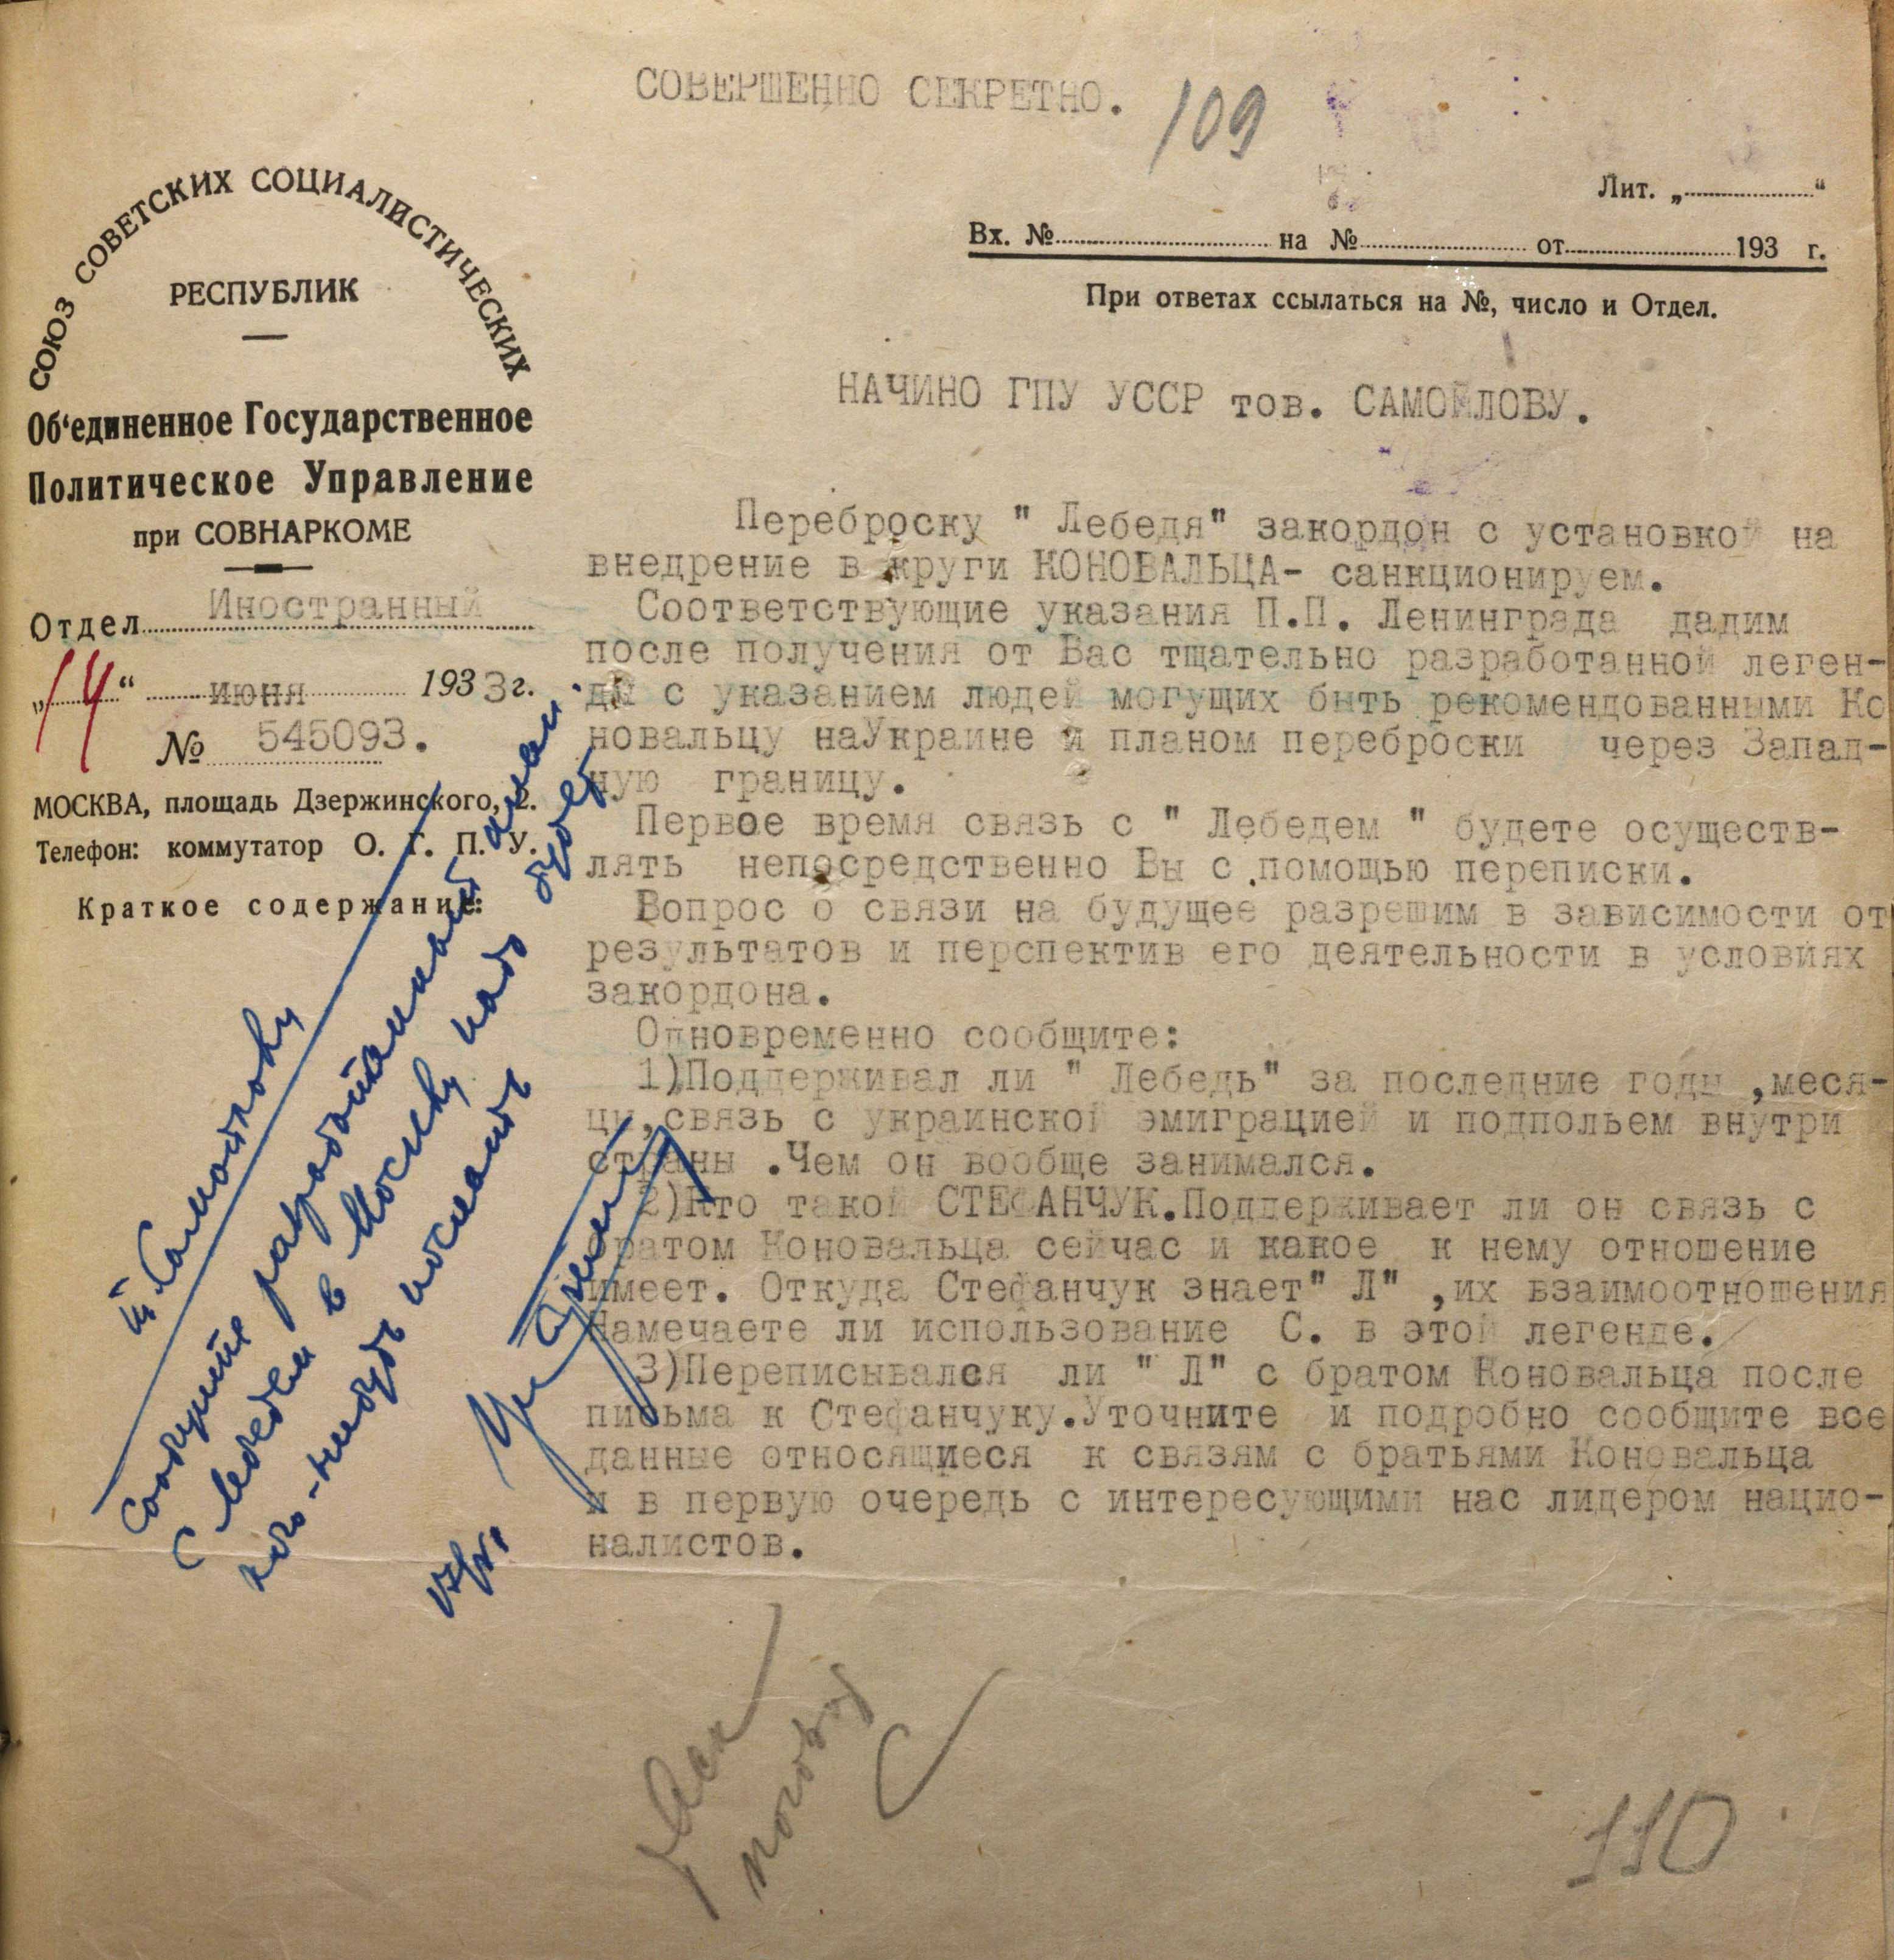 СОВЕРШЕННО СЕКРЕТНО.
109
Лит. „ “
Вх. № на № от 193 г.
При ответах ссылаться на №, число и Отдел.
СОЮЗ СОВЕТСКИХ СОЦИАЛИСТИЧЕСКИХ
РЕСПУБЛИК
Об‘единенное Государственное
Политическое Управление
при СОВНАРКОМЕ
Отдел Иностранный
„14“ июня 1933 г.
№ 545093.
МОСКВА, площадь Дзержинского, 2.
Телефон: коммутатор О. Г. П. У.
Краткое содержание:
НАЧИНО ГПУ УССР тов. САМОЙЛОВУ.
Переброску " Лебедя" закордон с установкой на
внедрение в круги КОНОВАЛЬЦА- санкционируем.
Соответствующие указания П.П. Ленинграда дадим
после получения от Вас тщательно разработанной леген-
ды с указанием людей могущих быть рекомендованными Ко
новальцу наУкраине и планом переброски через Запад-
ную границу.
Первое время связь с " Лебедем " будете осуществ-
лять непосредственно Вы с помощью переписки.
Вопрос о связи на будущее разрешим в зависимости от
результатов и перспектив его деятельности в условиях
закордона.
Одновременно сообщите:
1)Поддерживал ли " Лебедь" за последние годы ,меся-
цы,связь с украинской эмиграцией и подпольем внутри
страны .Чем он вообще занимался.
2)Кто такой СТЕФАНЧУК.Поддерживает ли он связь с
братом Коновальца сейчас и какое к нему отношение
имеет. Откуда Стефанчук знает" Л" ,их взаимоотношения
Намечаете ли использование С. в этой легенде.
3)Переписывался ли " Л" с братом Коновальца после
письма к Стефанчуку.Уточните и подробно сообщите все
данные относящиеся к связям с братьями Коновальца
и в первую очередь с интересующими нас лидером нацио-
налистов.
с Лебедем в Москву надо будет
кого-нибудь послать
110